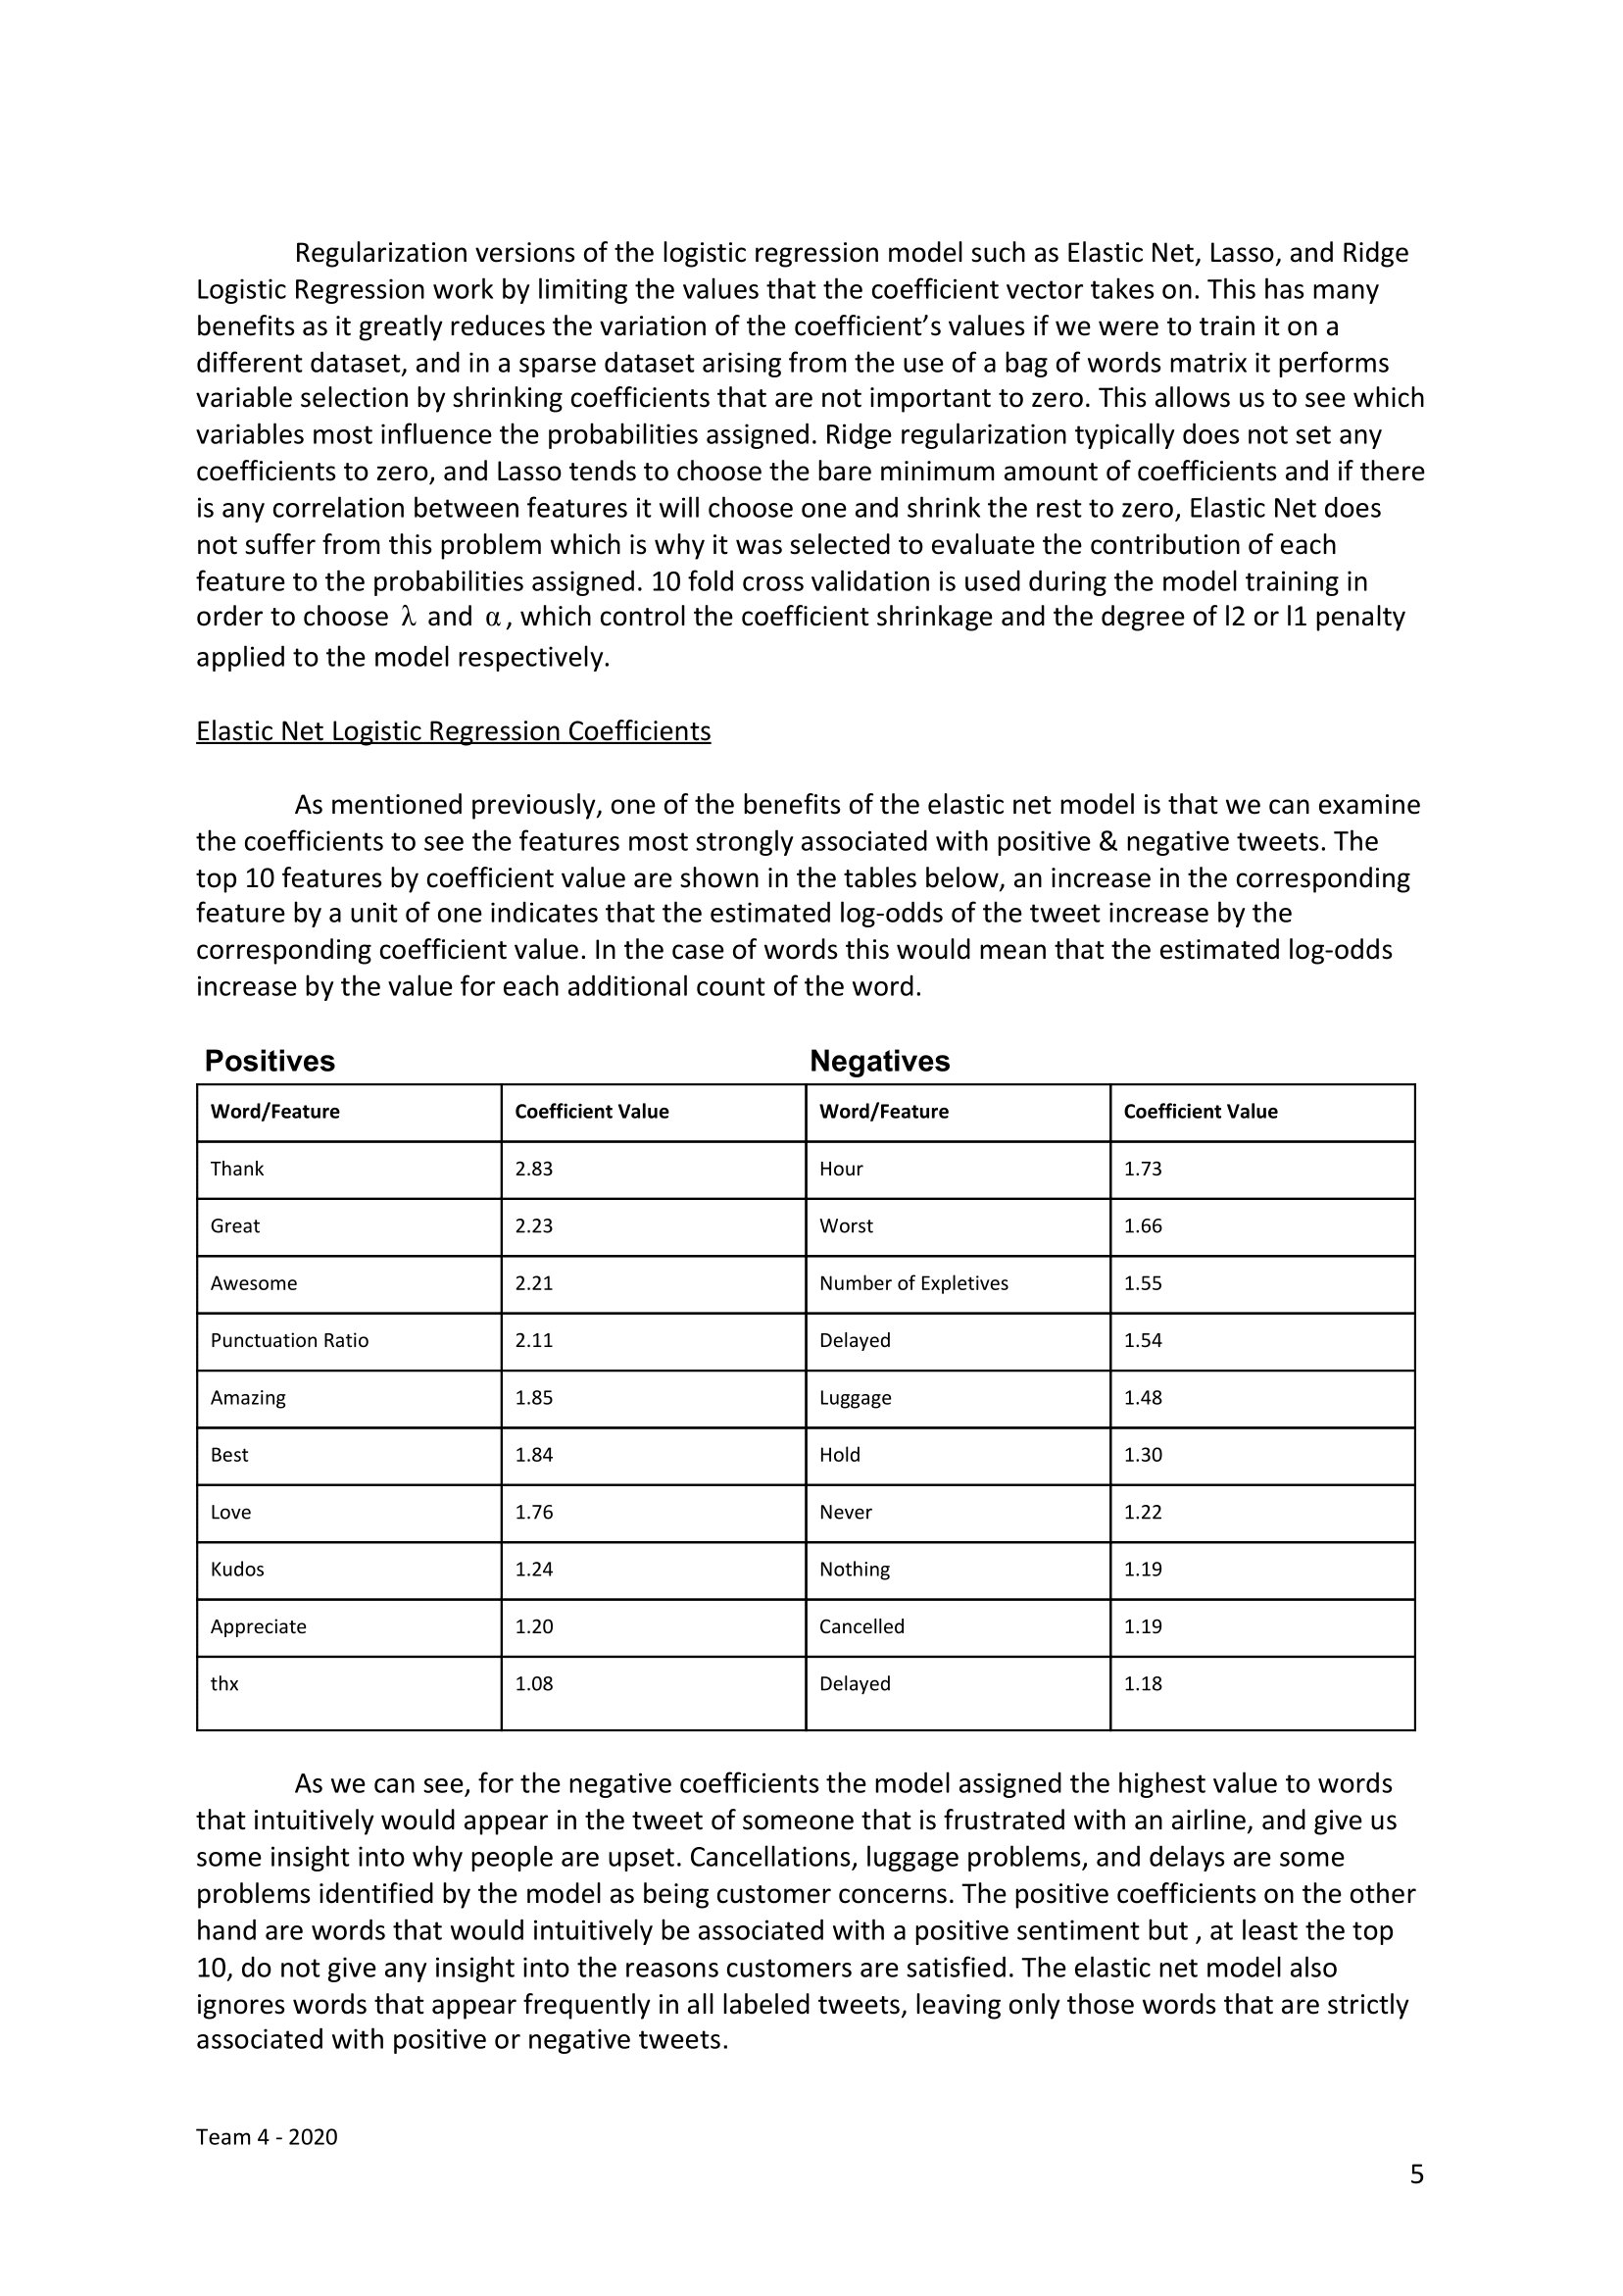 Regularization versions of the logistic regression model such as Elastic Net, Lasso, and Ridge
Logistic Regression work by limiting the values that the coefficient vector takes on. This has many
benefits as it greatly reduces the variation of the coefficient’s values if we were to train it on a
different dataset, and in a sparse dataset arising from the use of a bag of words matrix it performs
variable selection by shrinking coefficients that are not important to zero. This allows us to see which
variables most influence the probabilities assigned. Ridge regularization typically does not set any
coefficients to zero, and Lasso tends to choose the bare minimum amount of coefficients and if there
is any correlation between features it will choose one and shrink the rest to zero, Elastic Net does
not suffer from this problem which is why it was selected to evaluate the contribution of each
feature to the probabilities assigned. 10 fold cross validation is used during the model training in
order to choose λ and α, which control the coefficient shrinkage and the degree of l2 or l1 penalty
applied to the model respectively.
Elastic Net Logistic Regression Coefficients
As mentioned previously, one of the benefits of the elastic net model is that we can examine
the coefficients to see the features most strongly associated with positive & negative tweets. The
top 10 features by coefficient value are shown in the tables below, an increase in the corresponding
feature by a unit of one indicates that the estimated log-odds of the tweet increase by the
corresponding coefficient value. In the case of words this would mean that the estimated log-odds
increase by the value for each additional count of the word.
Positives Negatives
Word/Feature Coefficient Value Word/Feature Coefficient Value
Thank 2.83 Hour 1.73
Great 2.23 Worst 1.66
Awesome 2.21 Number of Expletives 1.55
Punctuation Ratio 2.11 Delayed 1.54
Amazing 1.85 Luggage 1.48
Best 1.84 Hold 1.30
Love 1.76 Never 1.22
Kudos 1.24 Nothing 1.19
Appreciate 1.20 Cancelled 1.19
thx 1.08 Delayed 1.18
As we can see, for the negative coefficients the model assigned the highest value to words
that intuitively would appear in the tweet of someone that is frustrated with an airline, and give us
some insight into why people are upset. Cancellations, luggage problems, and delays are some
problems identified by the model as being customer concerns. The positive coefficients on the other
hand are words that would intuitively be associated with a positive sentiment but , at least the top
10, do not give any insight into the reasons customers are satisfied. The elastic net model also
ignores words that appear frequently in all labeled tweets, leaving only those words that are strictly
associated with positive or negative tweets.
Team 4 - 2020
5